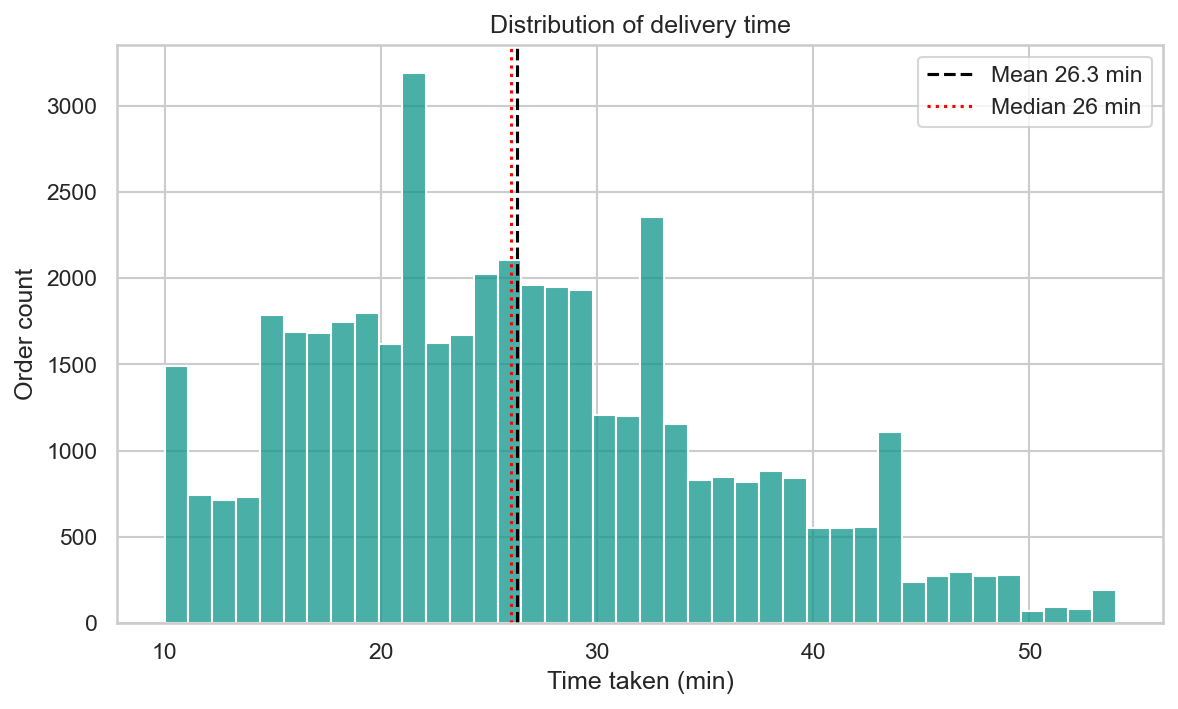 Distribution of delivery time
Mean 26.3 min
Median 26 min
Order count
3000
2500
2000
1500
1000
500
0
10 20 30 40 50
Time taken (min)